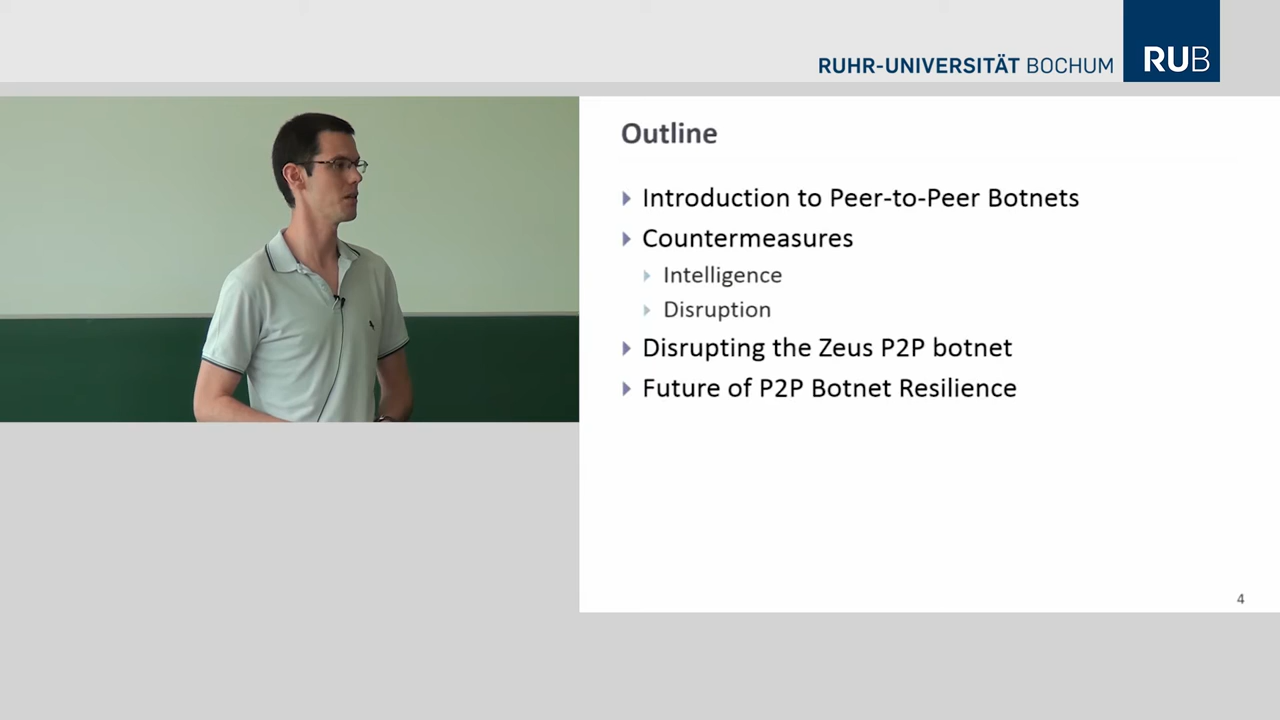 RUHR-UNIVERSITÄT BOCHUM
RUB
Outline
Introduction to Peer-to-Peer Botnets
Countermeasures
Intelligence
Disruption
Disrupting the Zeus P2P botnet
Future of P2P Botnet Resilience
4